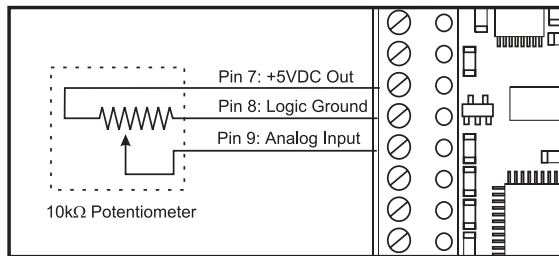 Pin 7: +5VDC Out
Pin 8: Logic Ground
Pin 9: Analog Input
10kΩ Potentiometer